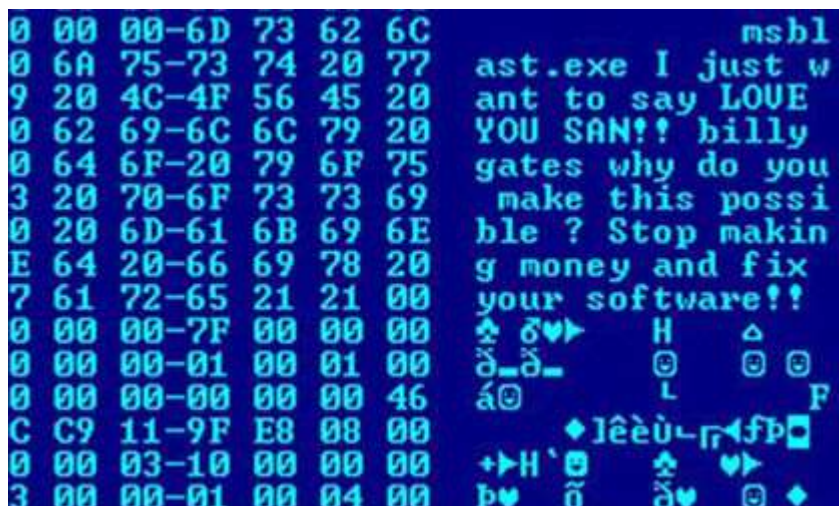 0 00 00-6D 73 62 6C msbl
0 6A 75-73 74 20 77 ast.exe I just w
9 20 4C-4F 56 45 20 ant to say LOVE
0 62 69-6C 6C 79 20 YOU SAN!! billy
0 64 6F-20 79 6F 75 gates why do you
3 20 70-6F 73 73 69 make this possi
0 20 6D-61 6B 69 6E ble ? Stop makin
E 64 20-66 69 78 20 g money and fix
7 61 72-65 21 21 00 your software!!
0 00 00-7F 00 00 00 ♣ ♂♥► H ▵
0 00 00-01 00 01 00 ð‗ð‗ ☺ ☺ ☺
0 00 00-00 00 00 46 á☺ └ F
C C9 11-9F E8 08 00 ♦]êèù
0 00 03-10 00 00 00 +►H`☻ ♣ ♥►
3 00 00-01 00 04 00 Þ♥ õ ð♥ ☺ ♦